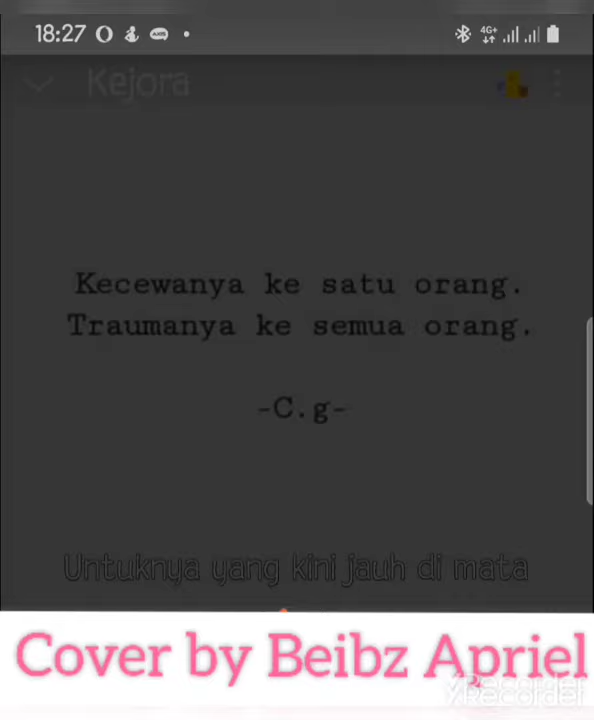 18:27
4G+
Kejora
Kecewanya ke satu orang.
Traumanya ke semua orang.
-C.g-
Untuknya yang kini jauh di mata
Cover by Beibz Apriel
Recorder